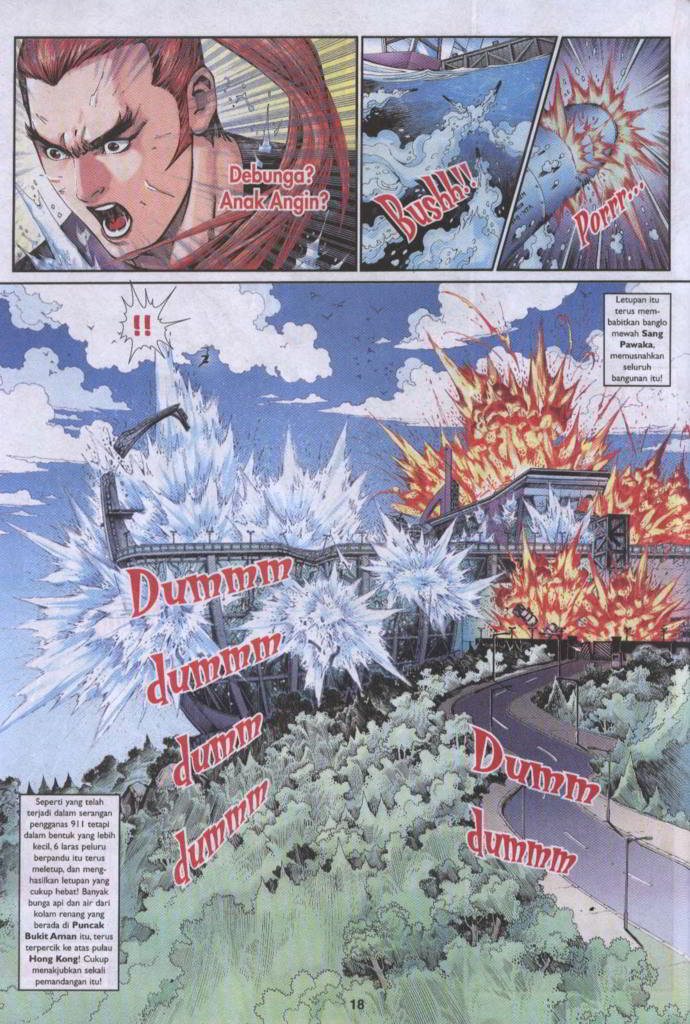 Debunga?
Anak Angin?
Bushh!!
Porrr...
!!
Letupan itu
terus mem-
babitkan banglo
mewah Sang
Pawaka,
memusnahkan
seluruh
bangunan itu!
Dummm
dummm
dumm
dummm
Dumm
dummm
Seperti yang telah
terjadi dalam serangan
pengganas 911 tetapi
dalam bentuk yang lebih
kecil, 6 laras peluru
berpandu itu terus
meletup, dan meng-
hasilkan letupan yang
cukup hebat! Banyak
bunga api dan air dari
kolam renang yang
berada di Puncak
Bukit Aman itu, terus
terpercik ke atas pulau
Hong Kong! Cukup
menakjubkan sekali
pemandangan itu!
18